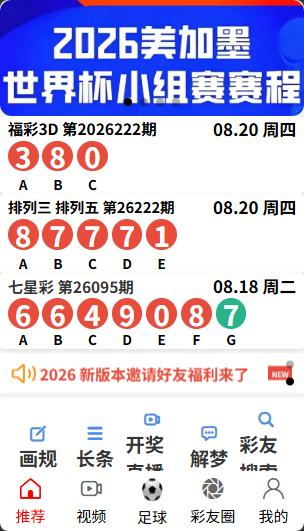 2026美加墨
世界杯小组赛赛程
福彩3D 第2026222期 08.20 周四
3 8 0
A B C
排列三 排列五 第26222期 08.20 周四
8 7 7 7 1
A B C D E
七星彩 第26095期 08.18 周二
6 6 4 9 0 8 7
A B C D E F G
2026 新版本邀请好友福利来了 NEW
画规 长条 开奖 解梦 彩友
直播 搜索
推荐 视频 足球 彩友圈 我的